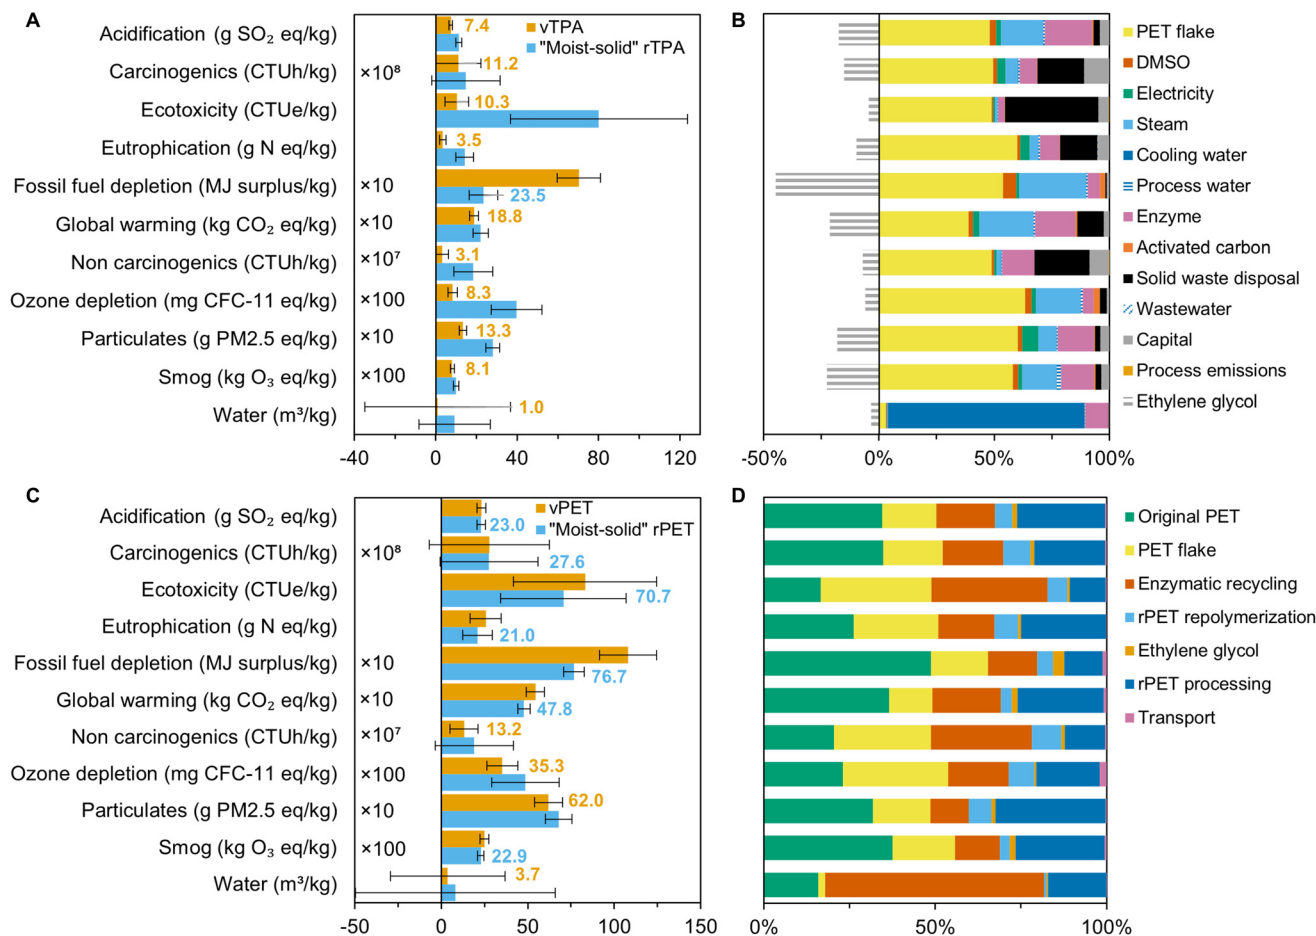 A
vTPA
"Moist-solid" rTPA
Acidification (g SO₂ eq/kg)
7.4
Carcinogenics (CTUh/kg)
×10⁸
11.2
Ecotoxicity (CTUe/kg)
10.3
Eutrophication (g N eq/kg)
3.5
Fossil fuel depletion (MJ surplus/kg)
×10
23.5
Global warming (kg CO₂ eq/kg)
×10
18.8
Non carcinogenics (CTUh/kg)
×10⁷
3.1
Ozone depletion (mg CFC-11 eq/kg)
×100
8.3
Particulates (g PM2.5 eq/kg)
×10
13.3
Smog (kg O₃ eq/kg)
×100
8.1
Water (m³/kg)
1.0
-40 0 40 80 120
B
PET flake
DMSO
Electricity
Steam
Cooling water
Process water
Enzyme
Activated carbon
Solid waste disposal
Wastewater
Capital
Process emissions
Ethylene glycol
-50% 0% 50% 100%
C
vPET
"Moist-solid" rPET
Acidification (g SO₂ eq/kg)
23.0
Carcinogenics (CTUh/kg)
×10⁸
27.6
Ecotoxicity (CTUe/kg)
70.7
Eutrophication (g N eq/kg)
21.0
Fossil fuel depletion (MJ surplus/kg)
×10
76.7
Global warming (kg CO₂ eq/kg)
×10
47.8
Non carcinogenics (CTUh/kg)
×10⁷
13.2
Ozone depletion (mg CFC-11 eq/kg)
×100
35.3
Particulates (g PM2.5 eq/kg)
×10
62.0
Smog (kg O₃ eq/kg)
×100
22.9
Water (m³/kg)
3.7
-50 0 50 100 150
D
Original PET
PET flake
Enzymatic recycling
rPET repolymerization
Ethylene glycol
rPET processing
Transport
0% 50% 100%